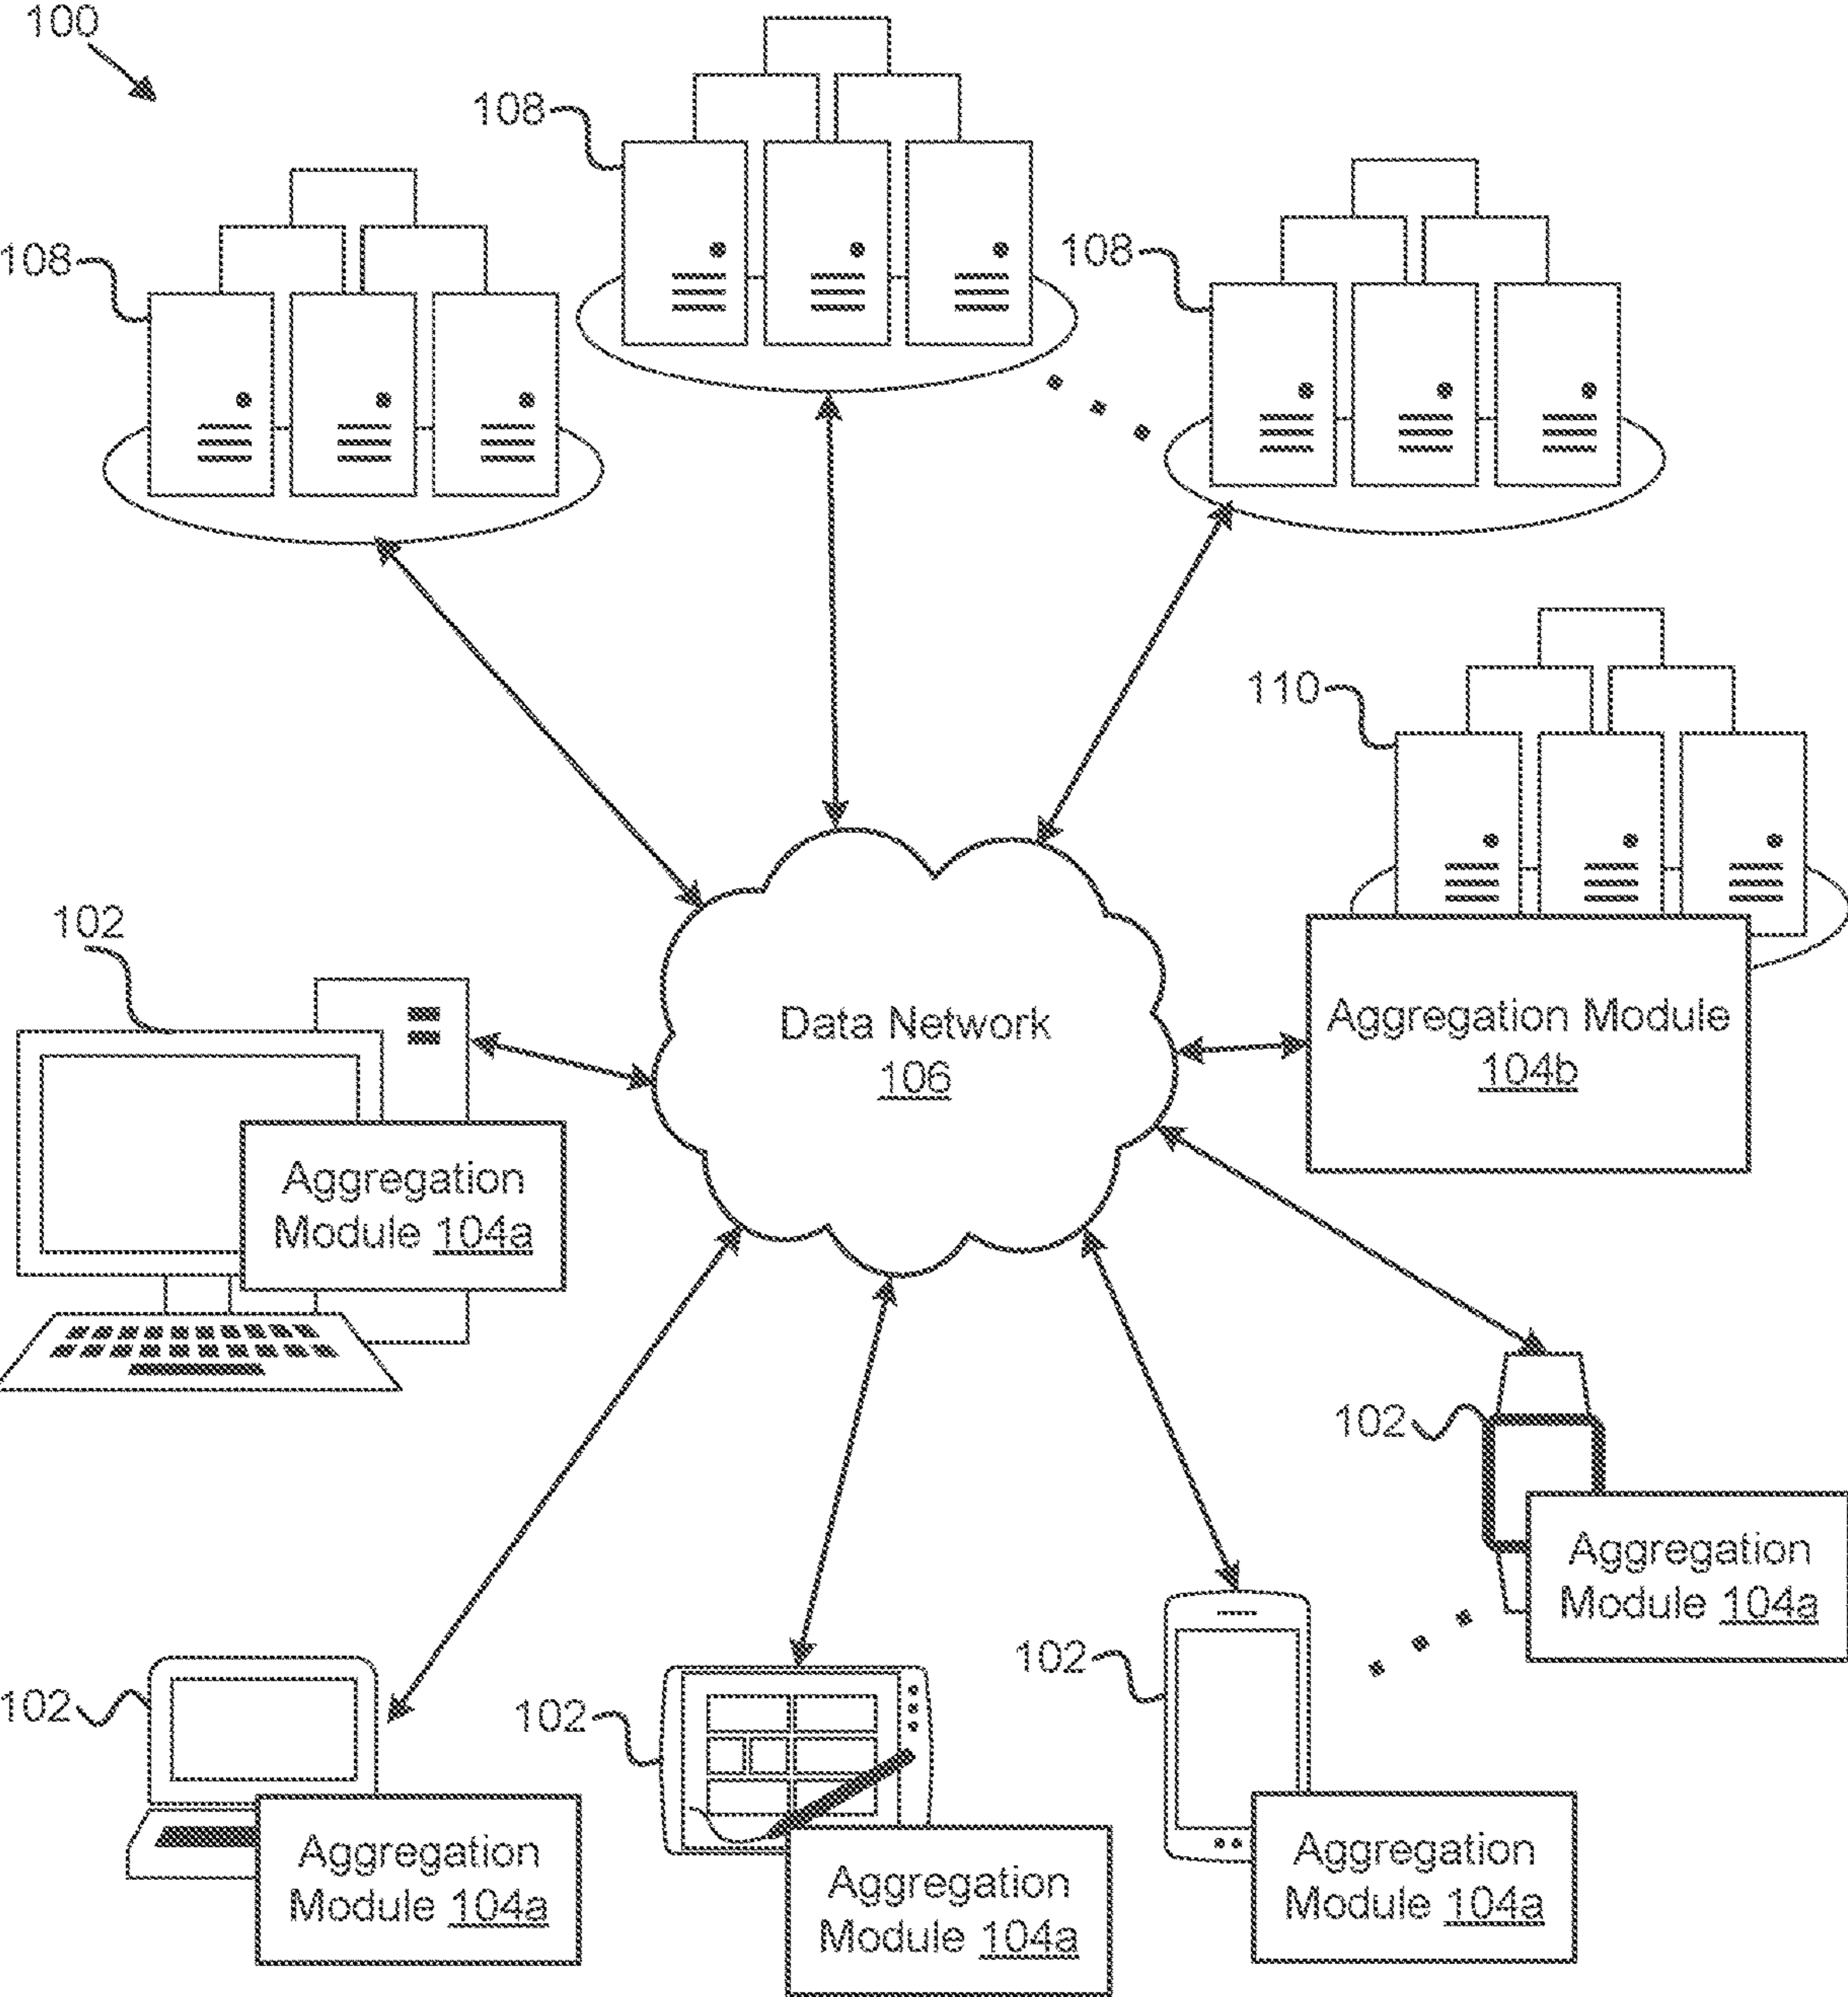 100
108
108
108
110
102
Data Network
106
Aggregation Module
104b
Aggregation
Module 104a
102
Aggregation
Module 104a
102
102
102
Aggregation
Module 104a
Aggregation
Module 104a
Aggregation
Module 104a